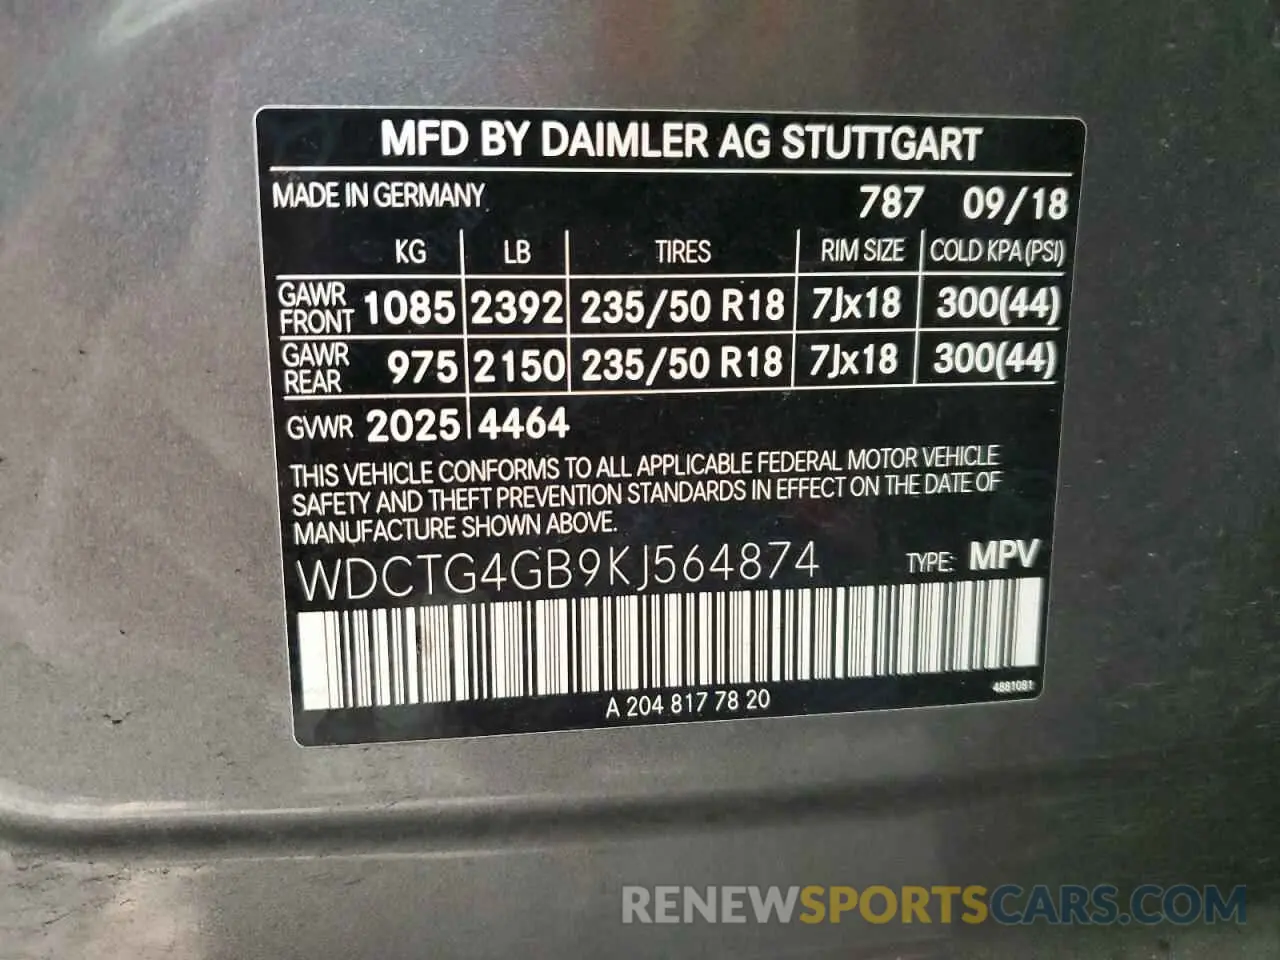 MFD BY DAIMLER AG STUTTGART
MADE IN GERMANY 787 09/18
KG LB TIRES RIM SIZE COLD KPA (PSI)
GAWR FRONT 1085 2392 235/50 R18 7Jx18 300(44)
GAWR REAR 975 2150 235/50 R18 7Jx18 300(44)
GVWR 2025 4464
THIS VEHICLE CONFORMS TO ALL APPLICABLE FEDERAL MOTOR VEHICLE
SAFETY AND THEFT PREVENTION STANDARDS IN EFFECT ON THE DATE OF
MANUFACTURE SHOWN ABOVE.
WDCTG4GB9KJ564874 TYPE: MPV
4881081
A 204 817 78 20
RENEWSPORTSCARS.COM